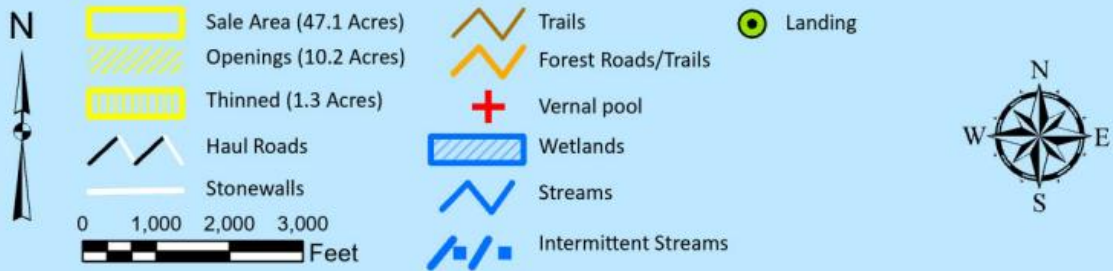 N
Sale Area (47.1 Acres)
Openings (10.2 Acres)
Thinned (1.3 Acres)
Haul Roads
Stonewalls
0 1,000 2,000 3,000
Feet
Trails
Forest Roads/Trails
Vernal pool
Wetlands
Streams
Intermittent Streams
Landing
N
W E
S